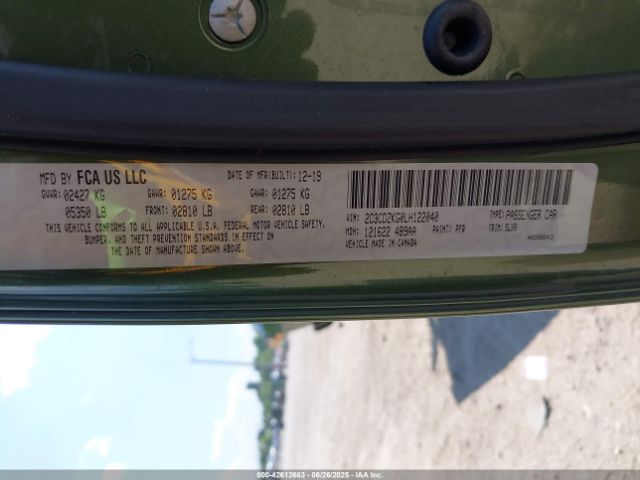 MFD BY FCA US LLC
DATE OF MFR(BUILT): 12-19
GVWR: 02427 KG GAWR: 01275 KG GAWR: 01275 KG
05350 LB FRONT: 02810 LB REAR: 02810 LB
THIS VEHICLE CONFORMS TO ALL APPLICABLE U.S.A. FEDERAL MOTOR VEHICLE SAFETY,
BUMPER, AND THEFT PREVENTION STANDARDS IN EFFECT ON
THE DATE OF MANUFACTURE SHOWN ABOVE.
VIN: 2C3CDZKG0LH122040 TYPE: PASSENGER CAR
MDH: 121622 489AA PAINT: PFQ TRIM: SLX9
VEHICLE MADE IN CANADA
000-42612663 - 06/26/2025 - IAAI.COM